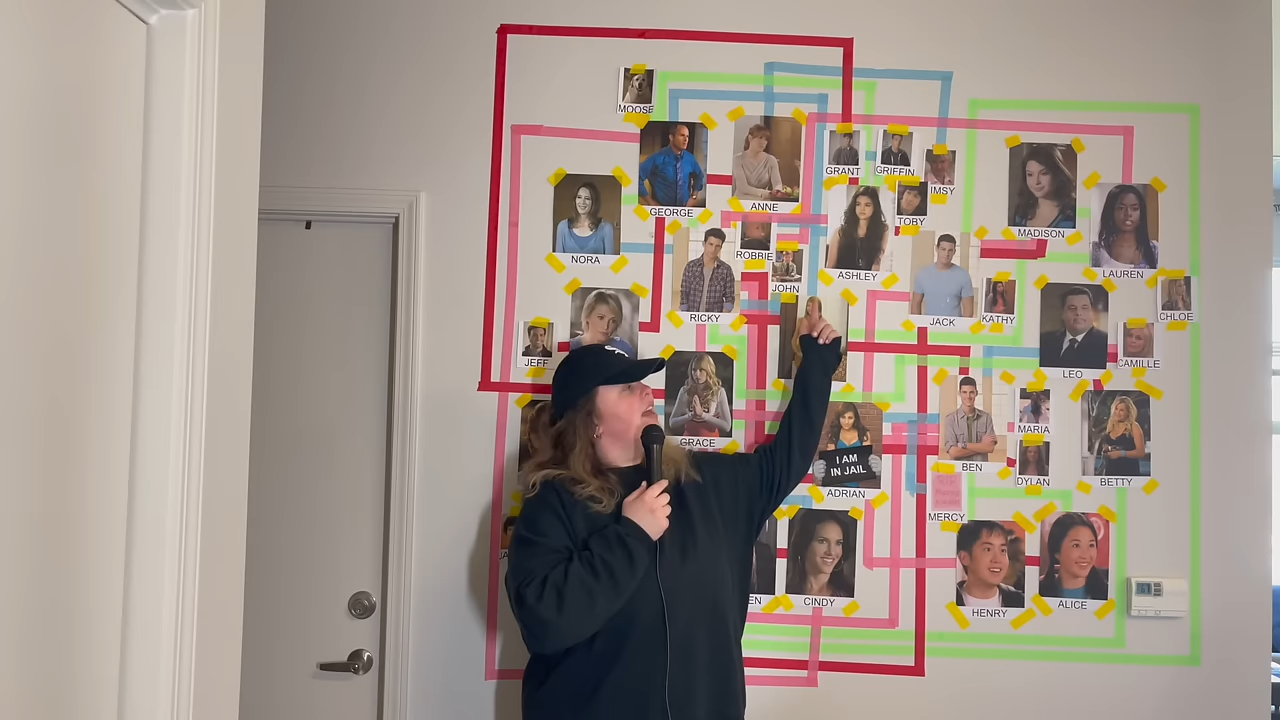 MOOSE
GEORGE
ANNE
GRANT
GRIFFIN
IMSY
TOBY
NORA
ROBBIE
JOHN
ASHLEY
MADISON
LAUREN
RICKY
JACK
KATHY
CHLOE
JEFF
LEO
CAMILLE
GRACE
I AM
IN JAIL
ADRIAN
BEN
MARIA
DYLAN
BETTY
MERCY
CINDY
HENRY
ALICE